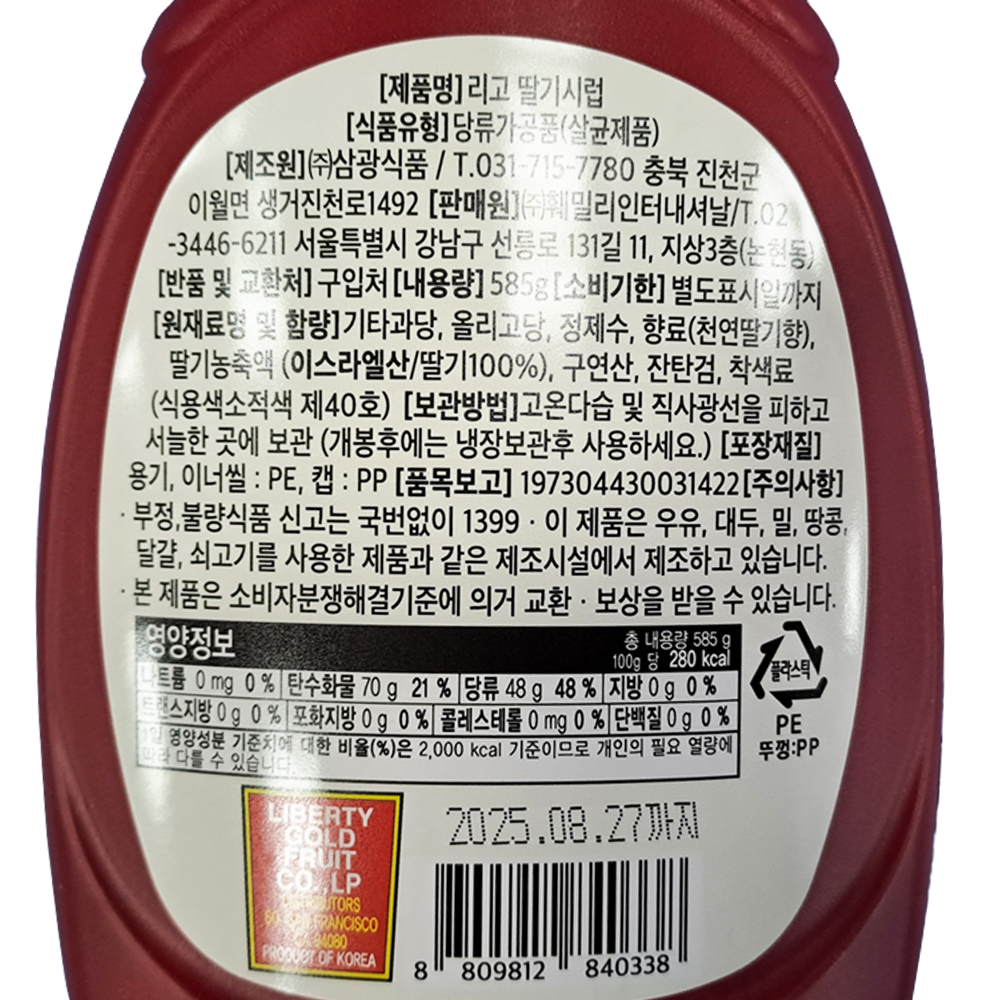 [제품명] 리고 딸기시럽
[식품유형]당류가공품(살균제품)
[제조원]㈜삼광식품 / T.031-715-7780 충북 진천군
이월면 생거진천로1492 [판매원]㈜훼밀리인터내셔날/T.02
-3446-6211 서울특별시 강남구 선릉로 131길 11, 지상3층(논현동)
[반품 및 교환처] 구입처 [내용량] 585g [소비기한] 별도표시일까지
[원재료명 및 함량]기타과당, 올리고당, 정제수, 향료(천연딸기향),
딸기농축액 (이스라엘산/딸기100%), 구연산, 잔탄검, 착색료
(식용색소적색 제40호) [보관방법]고온다습 및 직사광선을 피하고
서늘한 곳에 보관 (개봉후에는 냉장보관후 사용하세요.) [포장재질]
용기, 이너씰 : PE, 캡 : PP [품목보고] 197304430031422[주의사항]
· 부정,불량식품 신고는 국번없이 1399 · 이 제품은 우유, 대두, 밀, 땅콩,
달걀, 쇠고기를 사용한 제품과 같은 제조시설에서 제조하고 있습니다.
· 본 제품은 소비자분쟁해결기준에 의거 교환 · 보상을 받을 수 있습니다.
영양정보 총 내용량 585 g
100g 당 280 kcal
나트륨 0 mg 0 % 탄수화물 70 g 21 % 당류 48 g 48 % 지방 0 g 0 %
트랜스지방 0 g 0 % 포화지방 0 g 0 % 콜레스테롤 0 mg 0 % 단백질 0 g 0 %
1일 영양성분 기준치에 대한 비율(%)은 2,000 kcal 기준이므로 개인의 필요 열량에
따라 다를 수 있습니다.
플라스틱
PE
뚜껑:PP
LIBERTY
GOLD
FRUIT
CO.,LP
DISTRIBUTORS
SO. SAN FRANCISCO
CA 94080
PRODUCT OF KOREA
2025.08.27까지
8 809812 840338